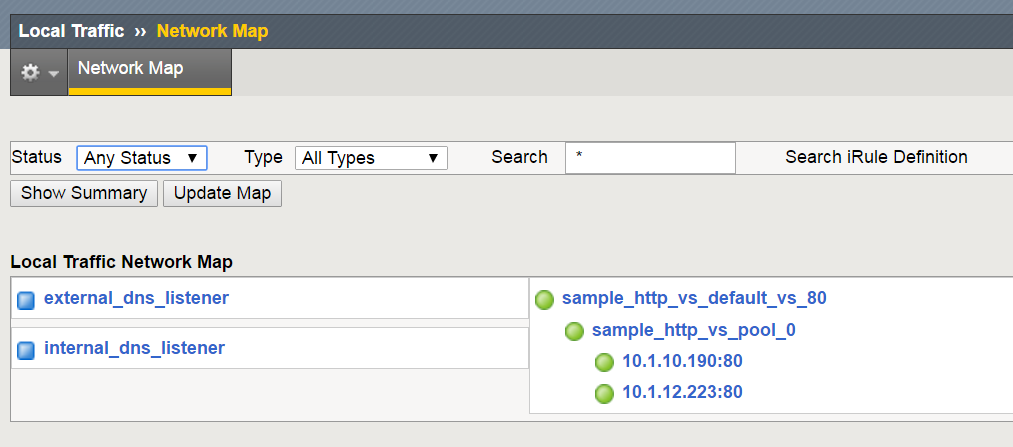 Local Traffic ›› Network Map
Network Map
Status Any Status Type All Types Search * Search iRule Definition
Show Summary Update Map
Local Traffic Network Map
external_dns_listener
internal_dns_listener
sample_http_vs_default_vs_80
sample_http_vs_pool_0
10.1.10.190:80
10.1.12.223:80